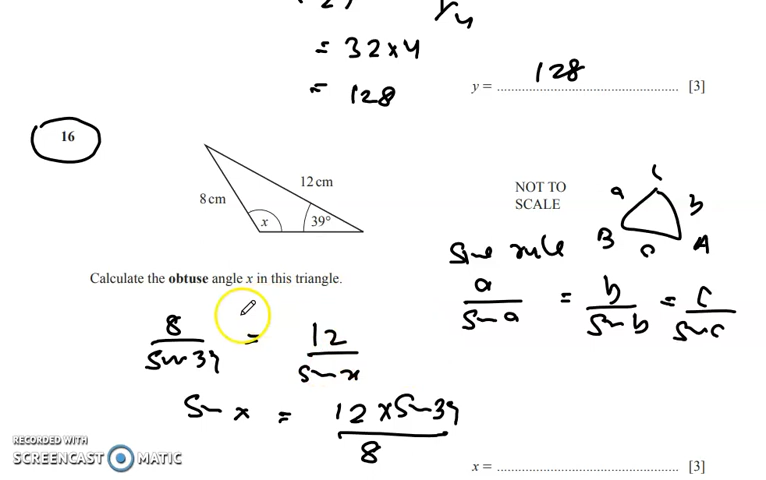 = 32 x 4
= 128
y = 128 [3]
16
12 cm
8 cm
x
39°
NOT TO
SCALE
C
a
b
B
c
A
Sine rule
Calculate the obtuse angle x in this triangle.
a/sin a = b/sin b = c/sin c
8/sin 39 = 12/sin x
sin x = 12 x sin 39/8
RECORDED WITH
SCREENCAST MATIC
x = [3]